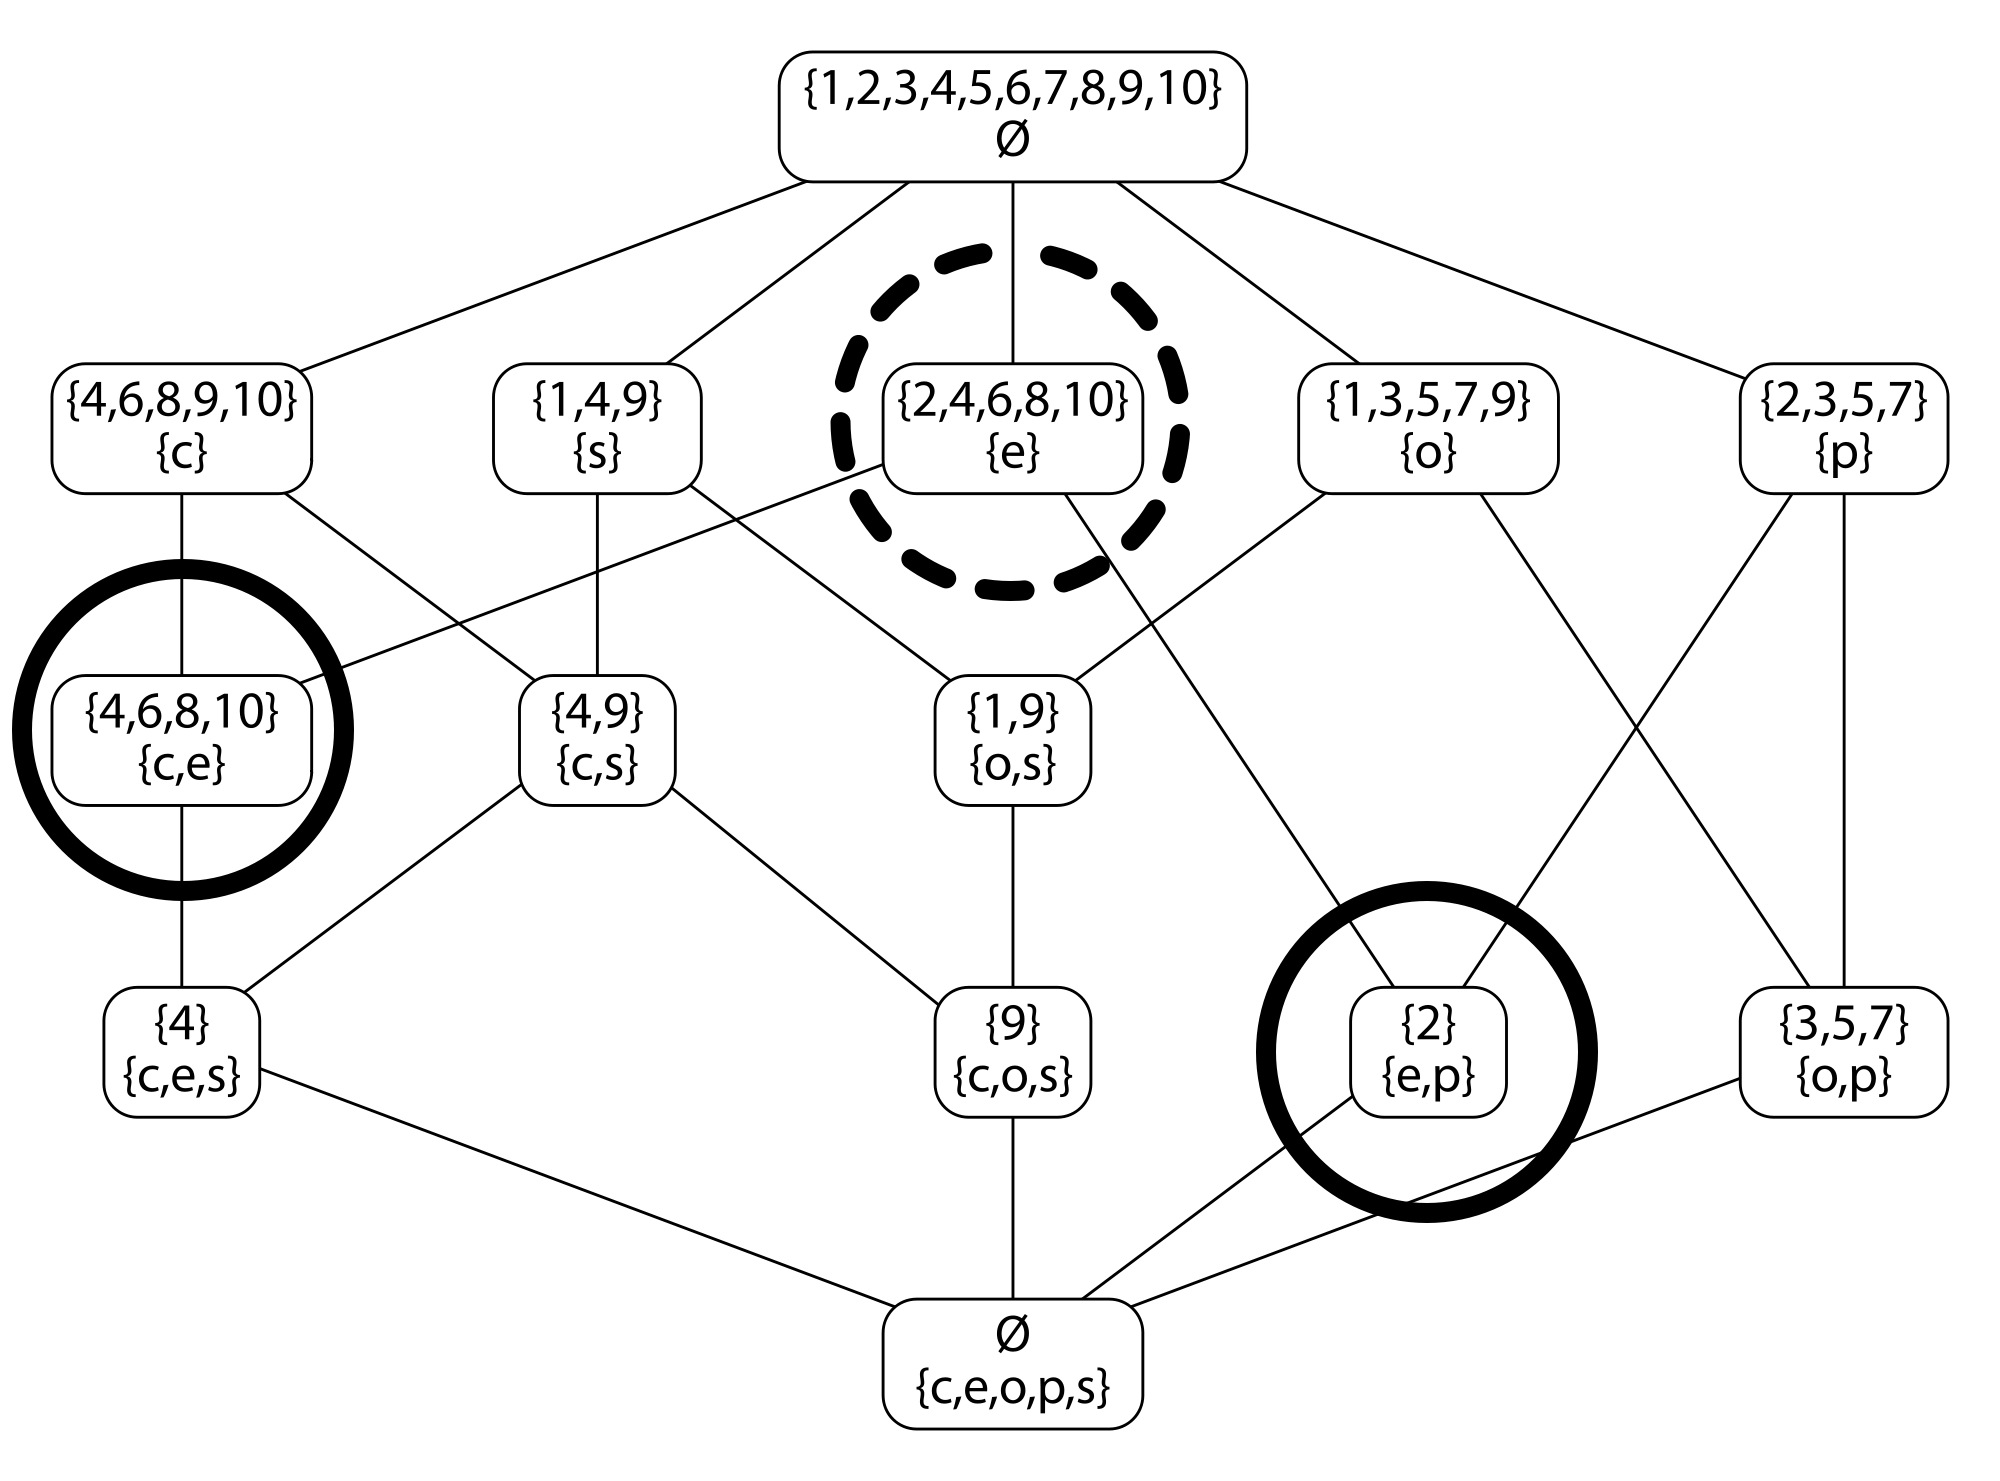 {1,2,3,4,5,6,7,8,9,10}
Ø
{4,6,8,9,10}
{c}
{1,4,9}
{s}
{2,4,6,8,10}
{e}
{1,3,5,7,9}
{o}
{2,3,5,7}
{p}
{4,6,8,10}
{c,e}
{4,9}
{c,s}
{1,9}
{o,s}
{4}
{c,e,s}
{9}
{c,o,s}
{2}
{e,p}
{3,5,7}
{o,p}
Ø
{c,e,o,p,s}